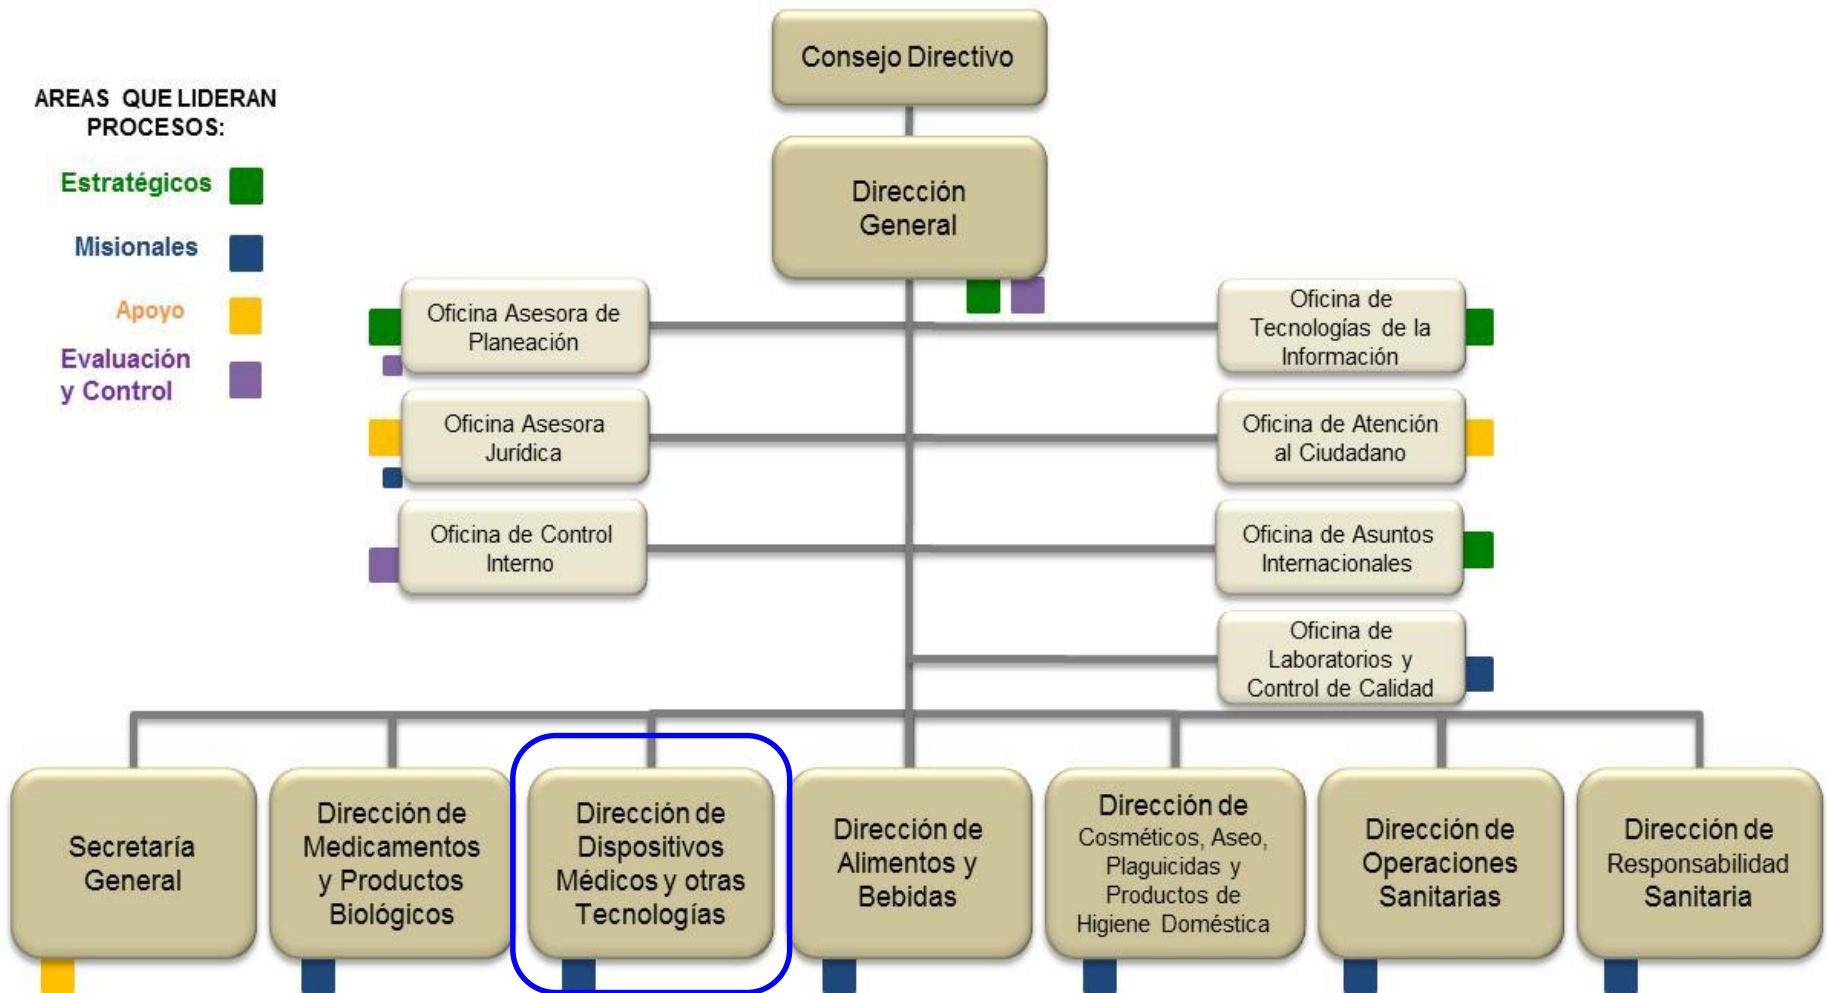 Consejo Directivo
AREAS QUE LIDERAN
PROCESOS:
Estratégicos
Misionales
Apoyo
Evaluación
y Control
Dirección
General
Oficina Asesora de
Planeación
Oficina de
Tecnologías de la
Información
Oficina Asesora
Jurídica
Oficina de Atención
al Ciudadano
Oficina de Control
Interno
Oficina de Asuntos
Internacionales
Oficina de
Laboratorios y
Control de Calidad
Secretaría
General
Dirección de
Medicamentos
y Productos
Biológicos
Dirección de
Dispositivos
Médicos y otras
Tecnologías
Dirección de
Alimentos y
Bebidas
Dirección de
Cosméticos, Aseo,
Plaguicidas y
Productos de
Higiene Doméstica
Dirección de
Operaciones
Sanitarias
Dirección de
Responsabilidad
Sanitaria